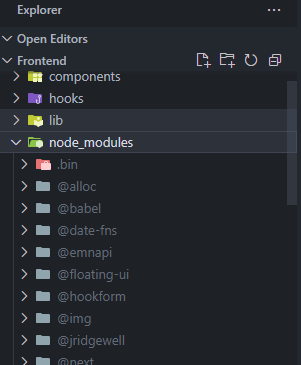 Explorer
Open Editors
Frontend
components
hooks
lib
node_modules
.bin
@alloc
@babel
@date-fns
@emnapi
@floating-ui
@hookform
@img
@jridgewell
@next